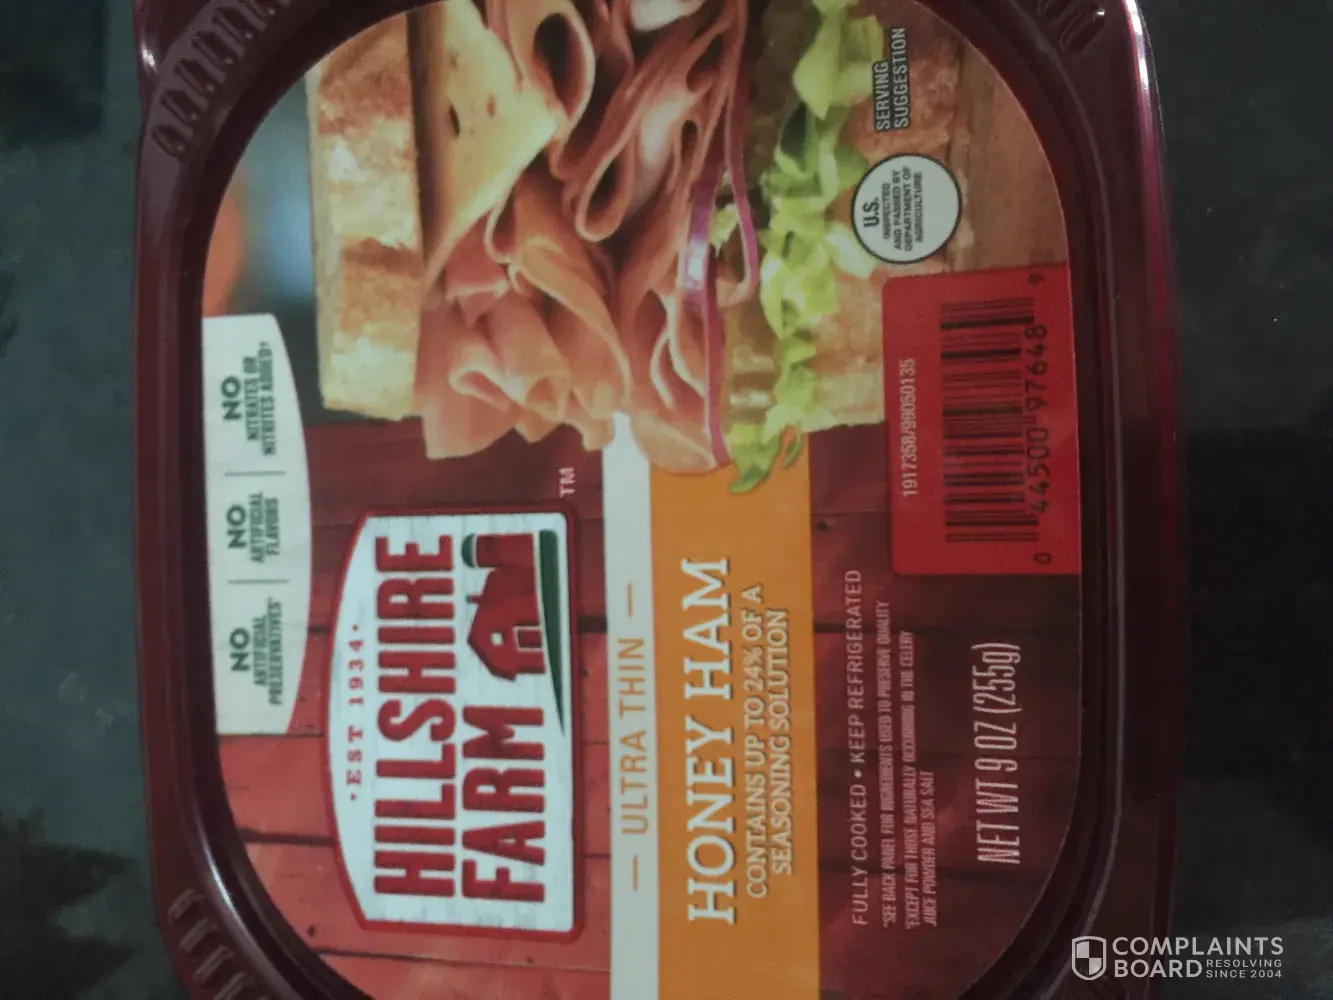 NO
ARTIFICIAL
PRESERVATIVES*
NO
ARTIFICIAL
FLAVORS
NO
NITRATES OR
NITRITES ADDED†
• EST 1934 •
HILLSHIRE
FARM
TM
— ULTRA THIN —
HONEY HAM
CONTAINS UP TO 24% OF A
SEASONING SOLUTION
FULLY COOKED • KEEP REFRIGERATED
*SEE BACK PANEL FOR INGREDIENTS USED TO PRESERVE QUALITY
†EXCEPT FOR THOSE NATURALLY OCCURRING IN THE CELERY
JUICE POWDER AND SEA SALT
NET WT 9 OZ (255g)
1917358/99050135
0 44500 97648 9
U.S.
INSPECTED
AND PASSED BY
DEPARTMENT OF
AGRICULTURE
SERVING
SUGGESTION
COMPLAINTS
BOARD RESOLVING
SINCE 2004